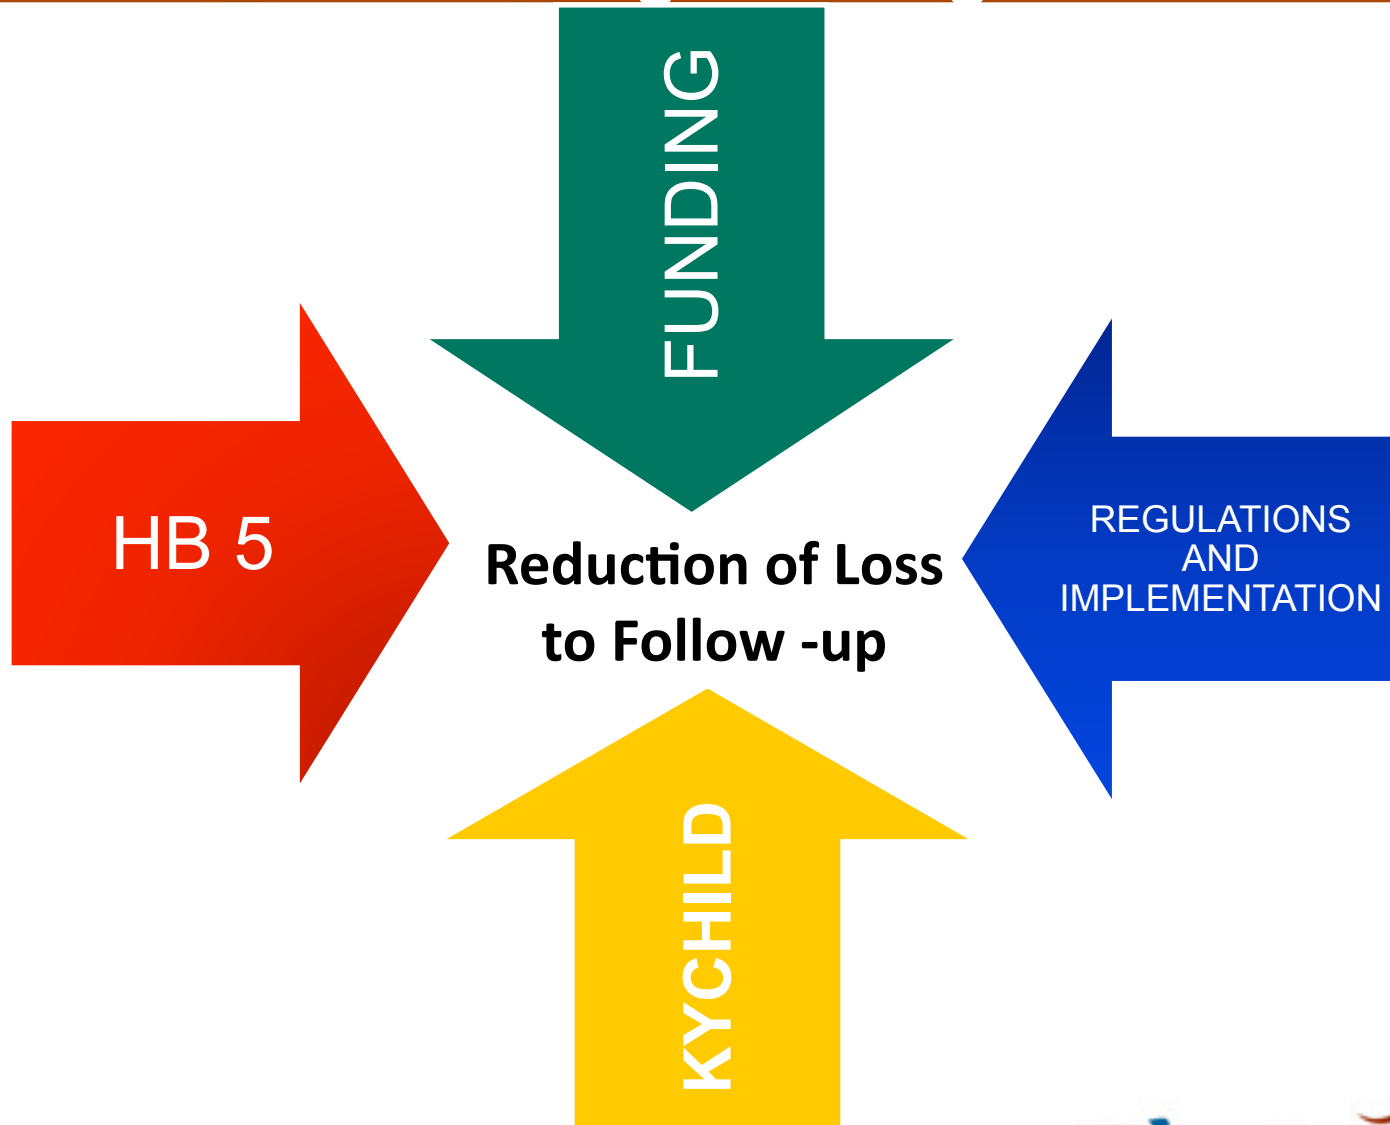 FUNDING
HB 5
Reduction of Loss
to Follow -up
REGULATIONS
AND
IMPLEMENTATION
KYCHILD